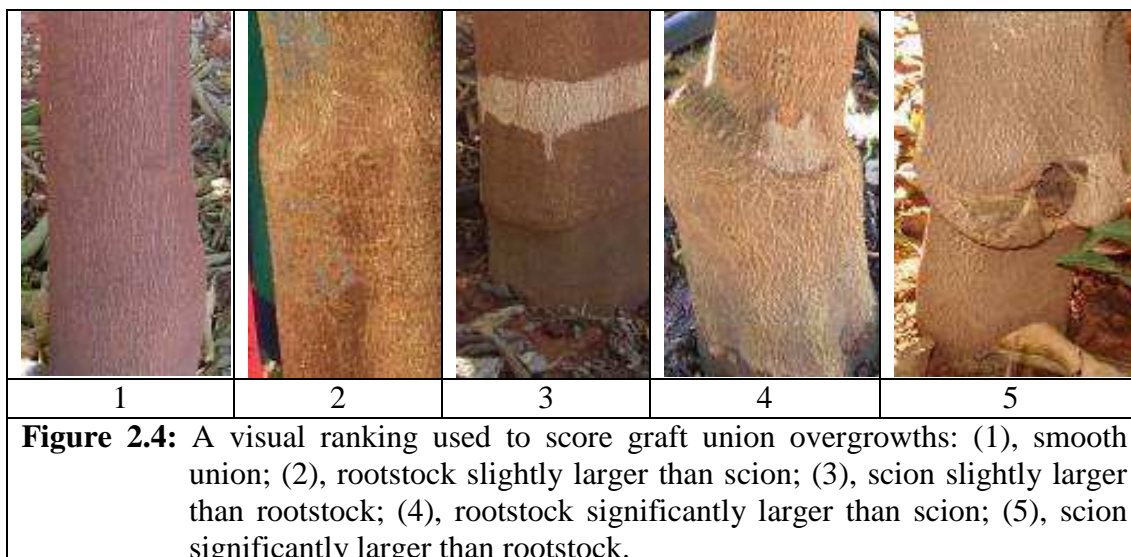 1 2 3 4 5
Figure 2.4: A visual ranking used to score graft union overgrowths: (1), smooth
union; (2), rootstock slightly larger than scion; (3), scion slightly larger
than rootstock; (4), rootstock significantly larger than scion; (5), scion
significantly larger than rootstock.